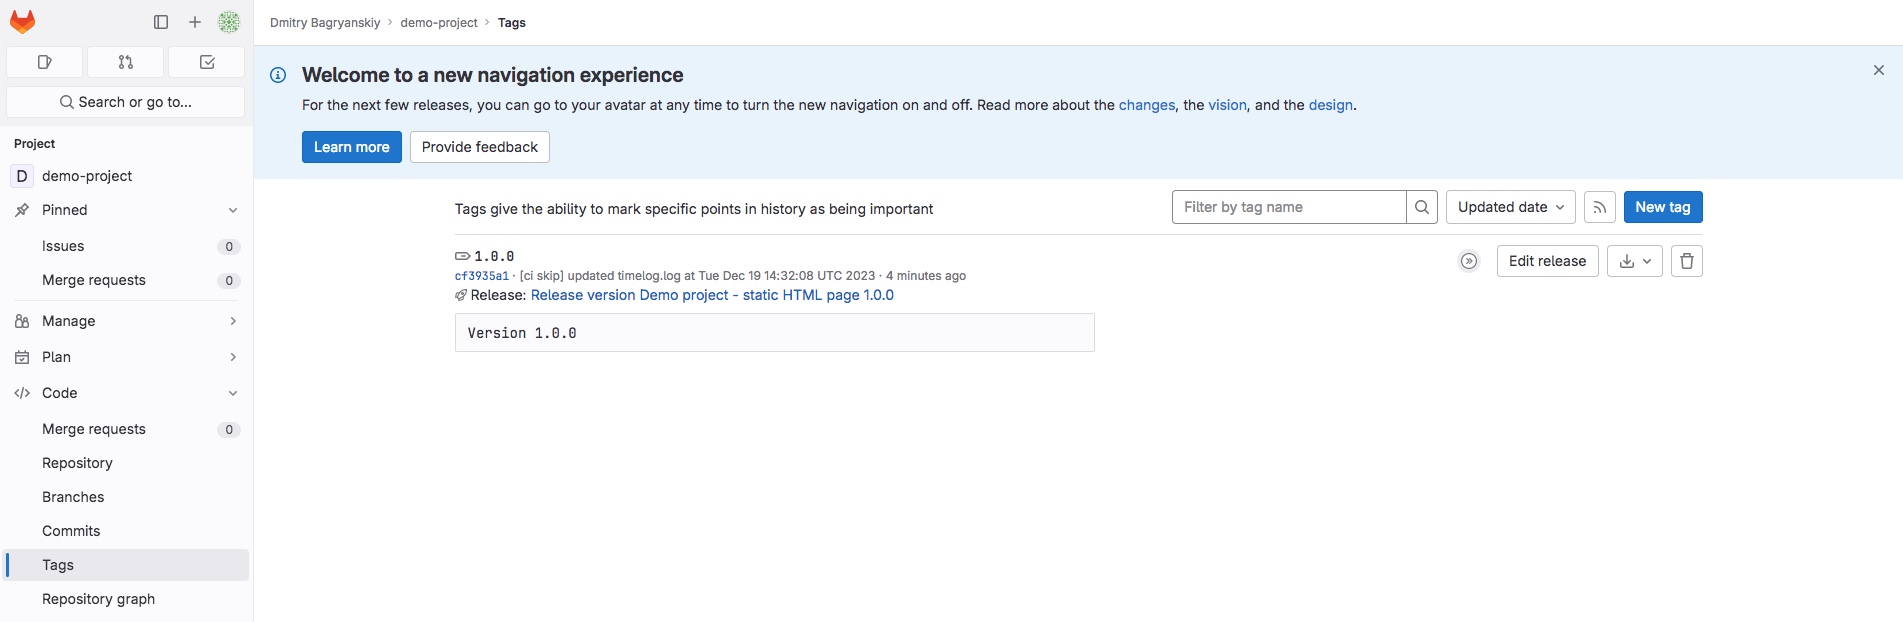 Dmitry Bagryanskiy › demo-project › Tags
Search or go to...
Project
D demo-project
Pinned
Issues 0
Merge requests 0
Manage
Plan
Code
Merge requests 0
Repository
Branches
Commits
Tags
Repository graph
Welcome to a new navigation experience
For the next few releases, you can go to your avatar at any time to turn the new navigation on and off. Read more about the changes, the vision, and the design.
Learn more Provide feedback
Tags give the ability to mark specific points in history as being important
Filter by tag name Updated date New tag
1.0.0
cf3935a1 · [ci skip] updated timelog.log at Tue Dec 19 14:32:08 UTC 2023 · 4 minutes ago
Release: Release version Demo project - static HTML page 1.0.0
Edit release
Version 1.0.0